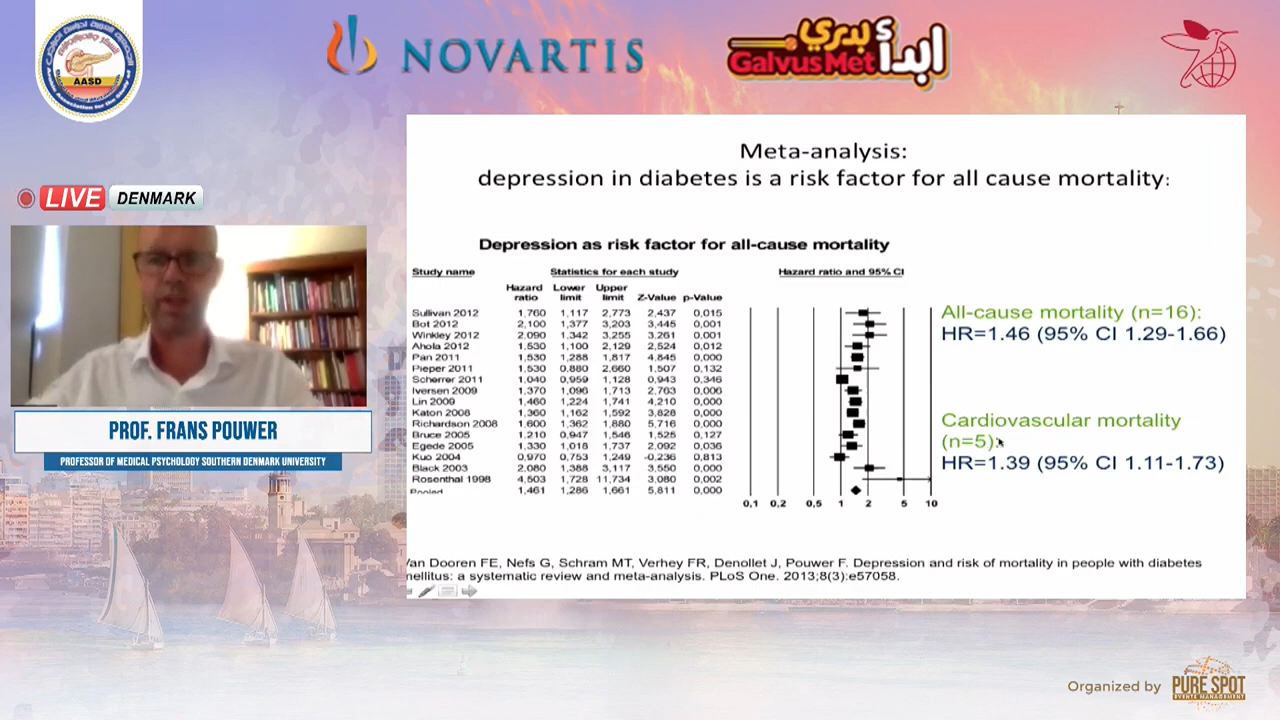 AASD
NOVARTIS
ابدأ بدري
GalvusMet
LIVE DENMARK
PROF. FRANS POUWER
PROFESSOR OF MEDICAL PSYCHOLOGY SOUTHERN DENMARK UNIVERSITY
Meta-analysis:
depression in diabetes is a risk factor for all cause mortality:
Depression as risk factor for all-cause mortality
Study name Statistics for each study Hazard ratio and 95% CI
Hazard ratio Lower limit Upper limit Z-Value p-Value
Sullivan 2012 1,760 1,117 2,773 2,437 0,015
Bot 2012 2,100 1,377 3,203 3,445 0,001
Winkley 2012 2,090 1,342 3,255 3,261 0,001
Ahola 2012 1,530 1,100 2,129 2,524 0,012
Pan 2011 1,530 1,288 1,817 4,845 0,000
Pieper 2011 1,530 0,880 2,660 1,507 0,132
Scherrer 2011 1,040 0,959 1,128 0,943 0,346
Iversen 2009 1,370 1,096 1,713 2,763 0,006
Lin 2009 1,460 1,224 1,741 4,210 0,000
Katon 2008 1,360 1,162 1,592 3,828 0,000
Richardson 2008 1,600 1,362 1,880 5,716 0,000
Bruce 2005 1,210 0,947 1,546 1,525 0,127
Egede 2005 1,330 1,018 1,737 2,092 0,036
Kuo 2004 0,970 0,753 1,249 -0,236 0,813
Black 2003 2,080 1,388 3,117 3,550 0,000
Rosenthal 1998 4,503 1,728 11,734 3,080 0,002
Pooled 1,461 1,286 1,661 5,811 0,000
0,1 0,2 0,5 1 2 5 10
All-cause mortality (n=16):
HR=1.46 (95% CI 1.29-1.66)
Cardiovascular mortality
(n=5):
HR=1.39 (95% CI 1.11-1.73)
Van Dooren FE, Nefs G, Schram MT, Verhey FR, Denollet J, Pouwer F. Depression and risk of mortality in people with diabetes
mellitus: a systematic review and meta-analysis. PLoS One. 2013;8(3):e57058.
Organized by PURE SPOT
EVENTS MANAGEMENT